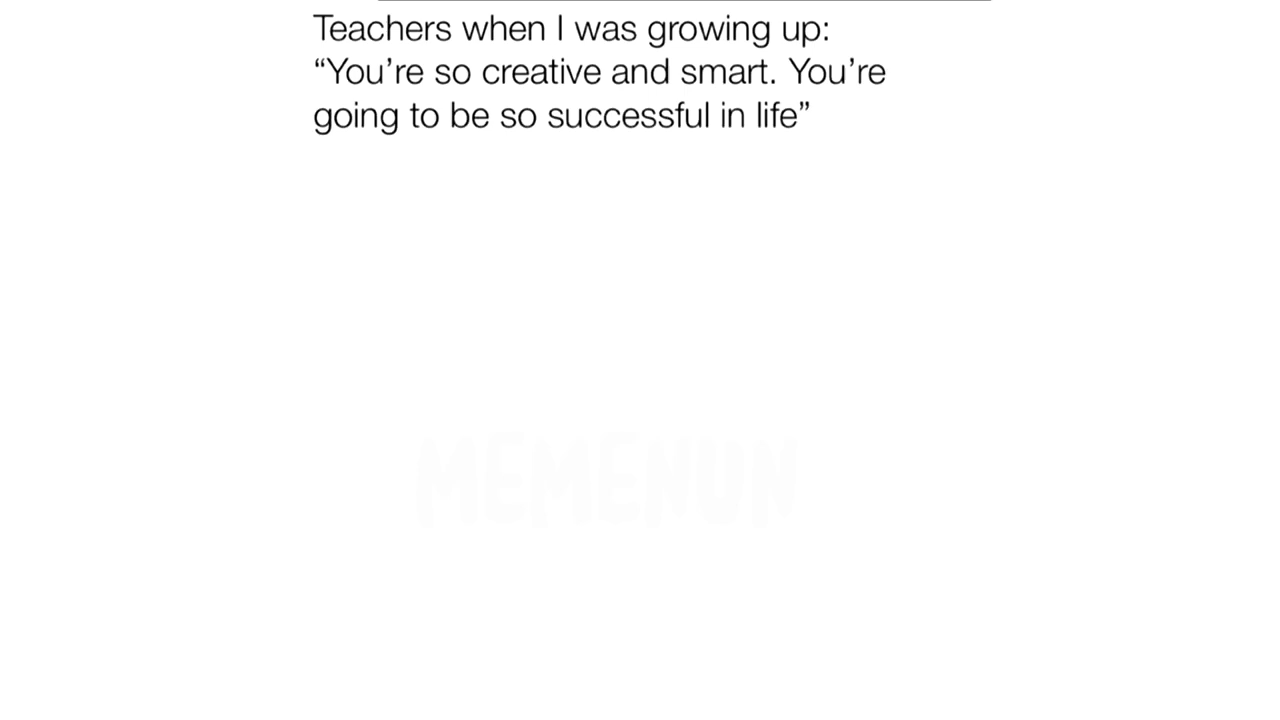 Teachers when I was growing up:
“You’re so creative and smart. You’re
going to be so successful in life”
MEMENUN